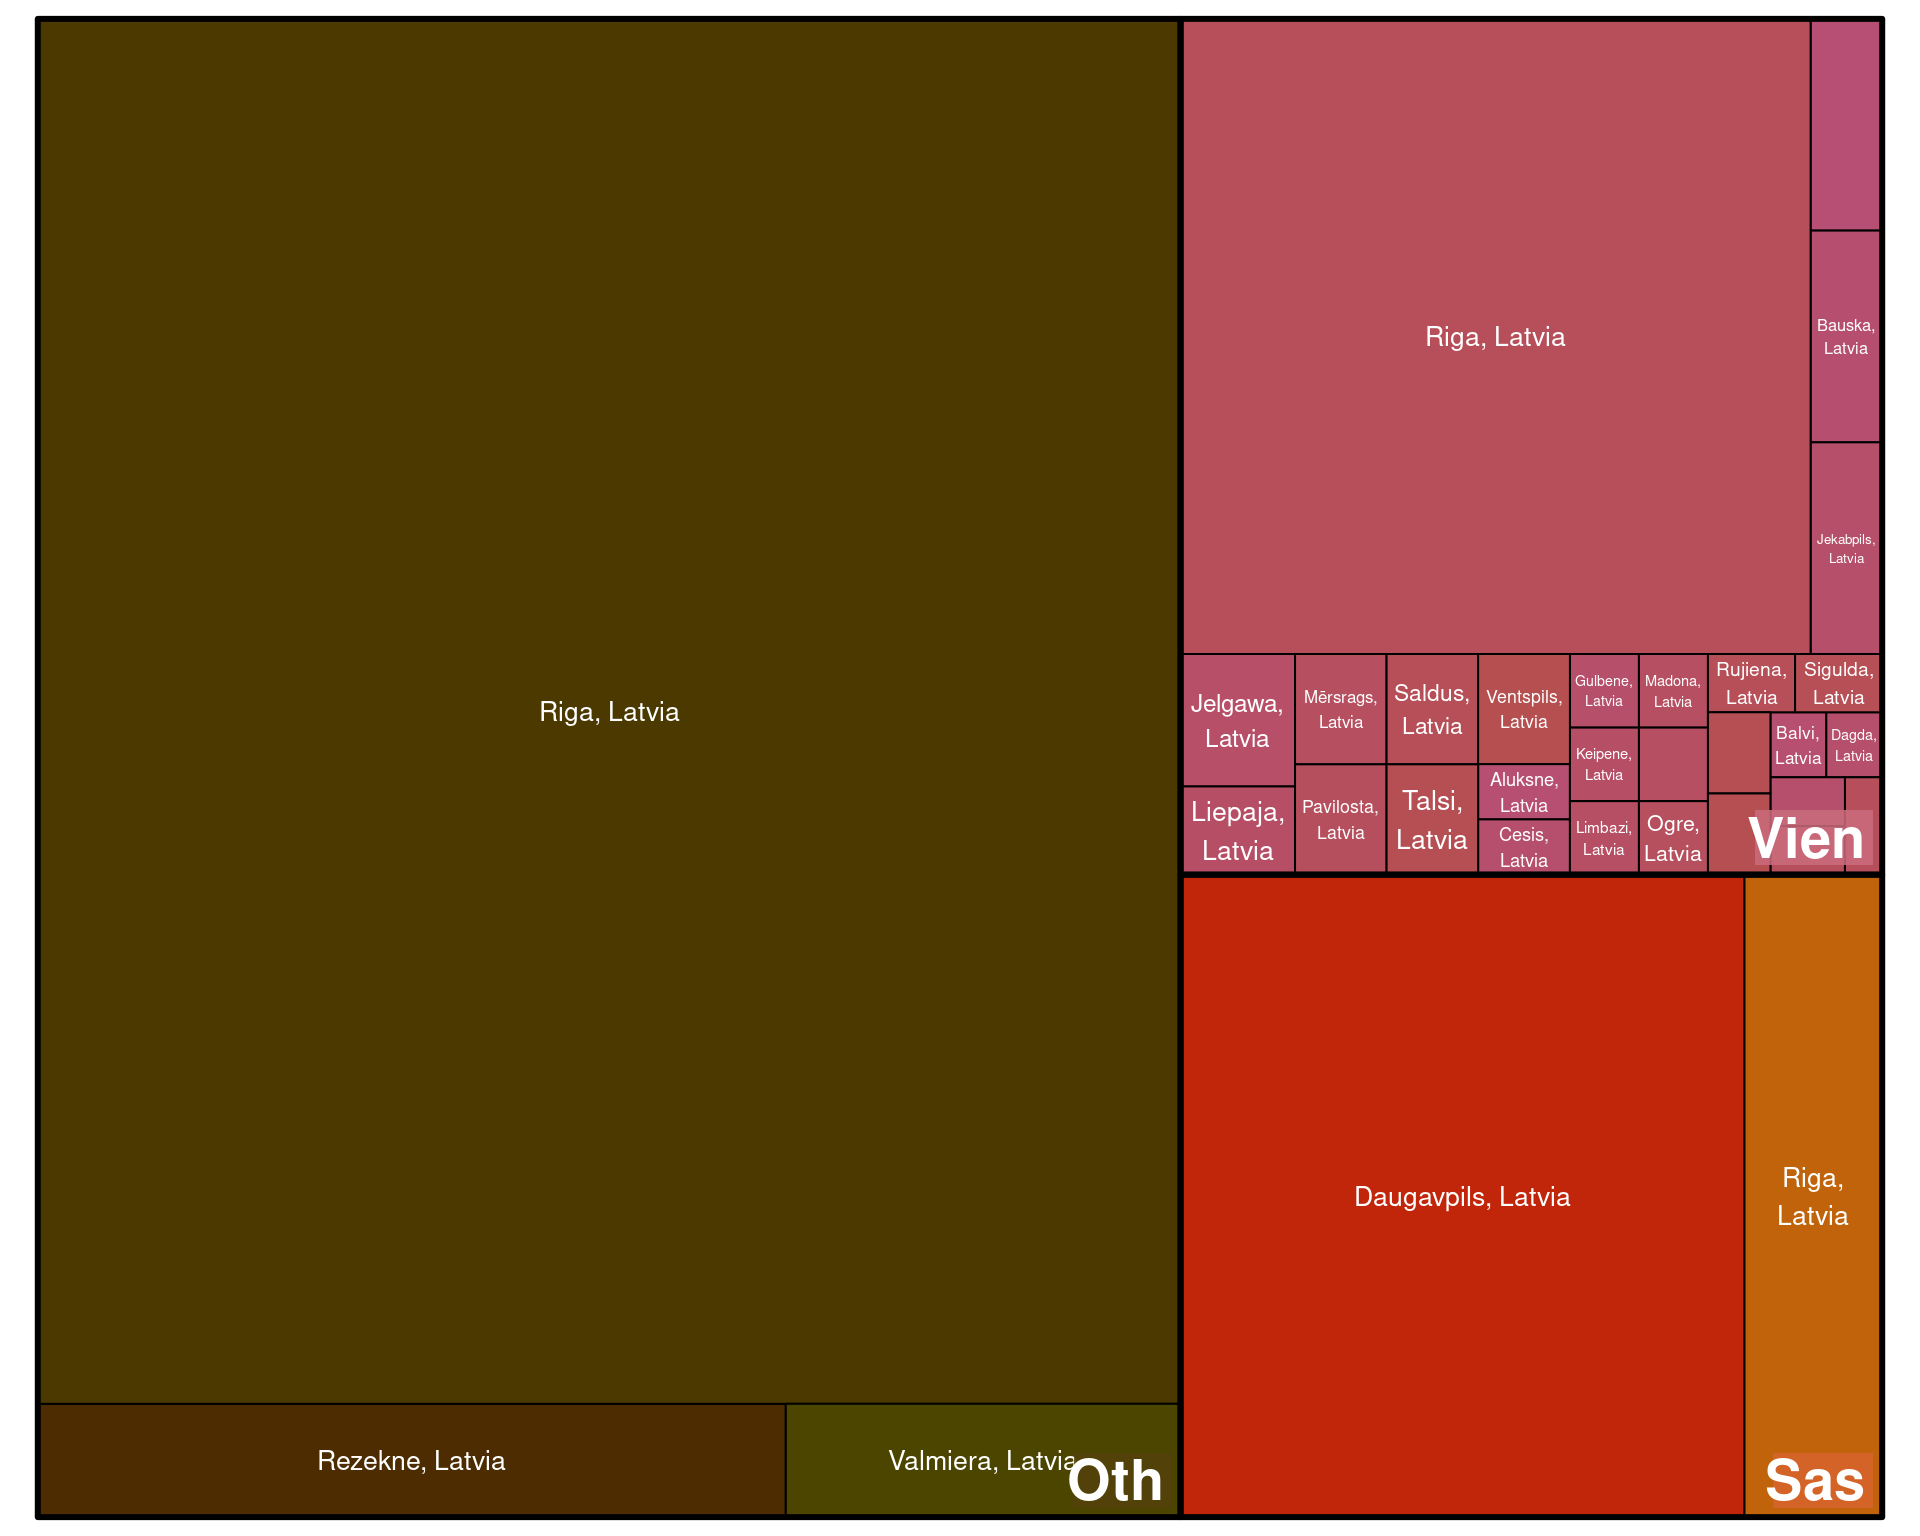 Riga, Latvia
Rezekne, Latvia
Valmiera, Latvia
Oth
Riga, Latvia
Bauska,
Latvia
Jekabpils,
Latvia
Jelgawa,
Latvia
Liepaja,
Latvia
Mērsrags,
Latvia
Pavilosta,
Latvia
Saldus,
Latvia
Talsi,
Latvia
Ventspils,
Latvia
Aluksne,
Latvia
Cesis,
Latvia
Gulbene,
Latvia
Keipene,
Latvia
Limbazi,
Latvia
Madona,
Latvia
Ogre,
Latvia
Rujiena,
Latvia
Sigulda,
Latvia
Balvi,
Latvia
Dagda,
Latvia
Vien
Daugavpils, Latvia
Riga,
Latvia
Sas